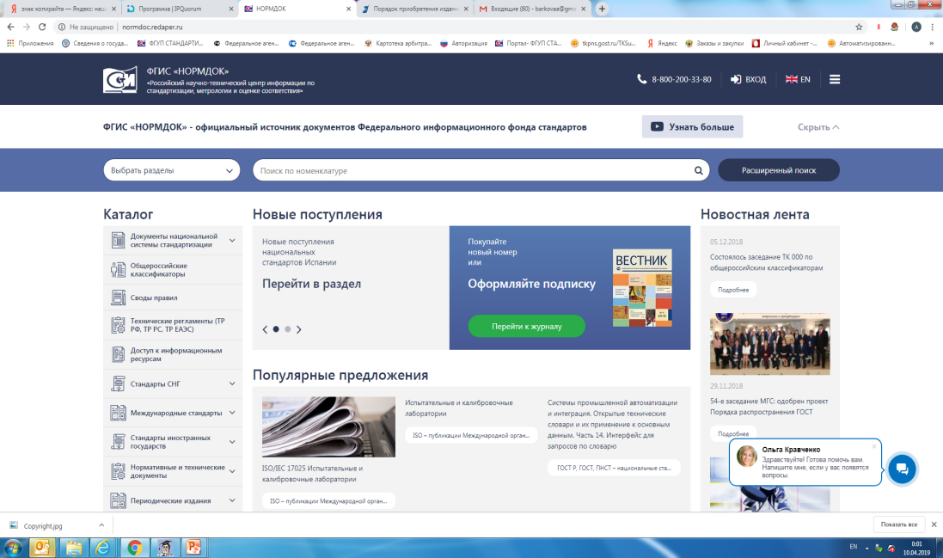 Я знак копирайта — Яндекс: наш
Программа | JPQuorum
НОРМДОК
Порядок приобретения издани
Входящие (80) - barkovaa@gm
Не защищено | normdoc.redaper.ru
Приложения
Сведения о госуда...
ФГУП СТАНДАРТИ...
Федеральное аген...
Федеральное аген...
Картотека арбитра...
Авторизация
Портал- ФГУП СТА...
tkpns.gost.ru/TKSu...
Яндекс
Заказы и закупки
Личный кабинет -...
Автоматизированн...
ФГИС «НОРМДОК»
«Российский научно-технический центр информации по
стандартизации, метрологии и оценке соответствия»
8-800-200-33-80
ВХОД
EN
ФГИС «НОРМДОК» - официальный источник документов Федерального информационного фонда стандартов
Узнать больше
Скрыть
Выбрать разделы
Поиск по номенклатуре
Расширенный поиск
Каталог
Документы национальной
системы стандартизации
Общероссийские
классификаторы
Своды правил
Технические регламенты (ТР
РФ, ТР РС, ТР ЕАЭС)
Доступ к информационным
ресурсам
Стандарты СНГ
Международные стандарты
Стандарты иностранных
государств
Нормативные и технические
документы
Периодические издания
Новые поступления
Новые поступления
национальных
стандартов Испании
Перейти в раздел
Покупайте
новый номер
или
Оформляйте подписку
Перейти к журналу
ВЕСТНИК
Популярные предложения
ISO/IEC 17025 Испытательные и
калибровочные лаборатории
ISO – публикации Международной орган...
Испытательные и калибровочные
лаборатории
ISO – публикации Международной орган...
Системы промышленной автоматизации
и интеграция. Открытые технические
словари и их применение к основным
данным. Часть 14. Интерфейс для
запросов по словарю
ГОСТ Р, ГОСТ, ПНСТ – национальные ста...
Новостная лента
05.12.2018
Состоялось заседание ТК 000 по
общероссийским классификаторам
Подробнее
29.11.2018
54-е заседание МГС: одобрен проект
Порядка распространения ГОСТ
Подробнее
Ольга Кравченко
Здравствуйте! Готова помочь вам.
Напишите мне, если у вас появятся
вопросы.
Copyright.jpg
Показать все
EN
0:01
10.04.2019